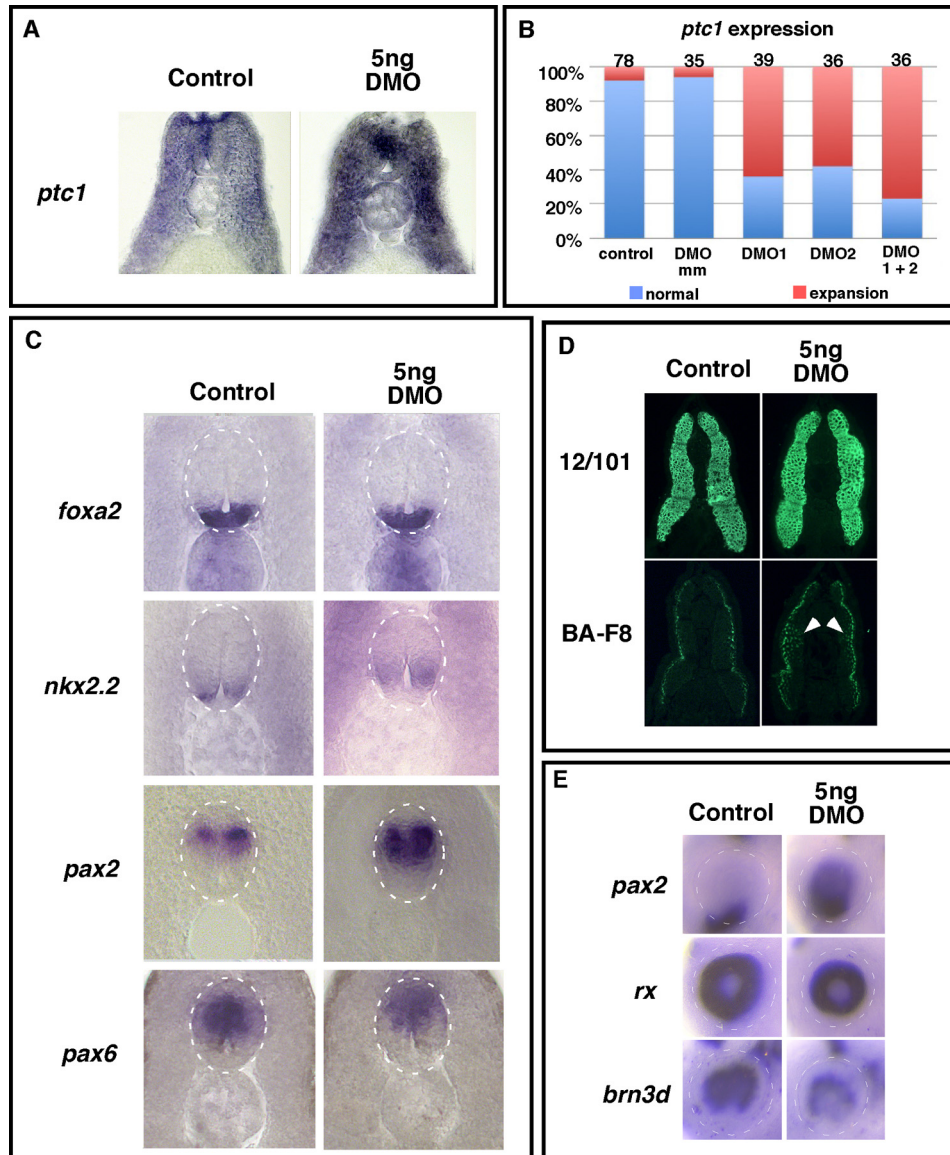 A
Control
5ng
DMO
ptc1
B
ptc1 expression
78 35 39 36 36
100%
80%
60%
40%
20%
0%
control DMO DMO1 DMO2 DMO
mm 1 + 2
normal expansion
C
Control
5ng
DMO
foxa2
nkx2.2
pax2
pax6
D
Control
5ng
DMO
12/101
BA-F8
E
Control
5ng
DMO
pax2
rx
brn3d